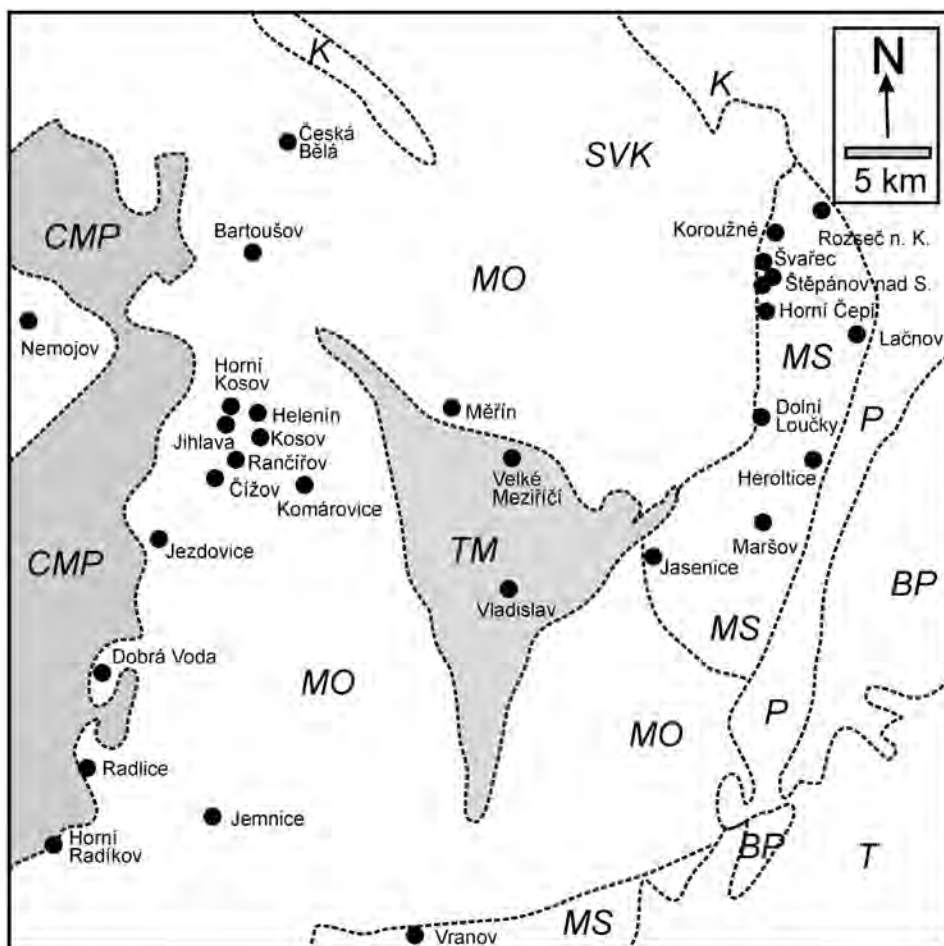 K
K
N
5 km
Česká
Bělá
SVK
CMP
Bartoušov
Koroužné
Rozseč n. K.
Švařec
Štěpánov nad S.
MO
Horní Čepí
Nemojov
Lačnov
MS
Horní
Kosov
Helenín
Měřín
Dolní
Loučky
P
Jihlava
Kosov
Rančířov
Velké
Meziříčí
Heroltice
Čížov
Komárovice
Maršov
CMP
Jezdovice
TM
Jasenice
BP
Vladislav
MS
Dobrá Voda
MO
MO
P
Radlice
Jemnice
Horní
Radíkov
BP
T
MS
Vranov